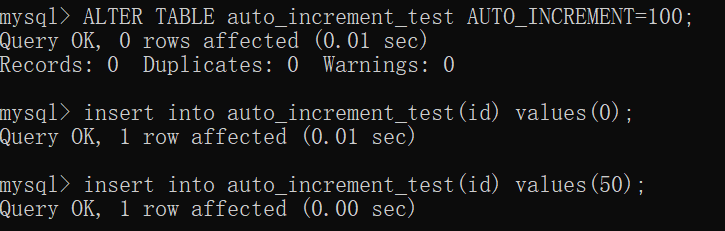 mysql> ALTER TABLE auto_increment_test AUTO_INCREMENT=100;
Query OK, 0 rows affected (0.01 sec)
Records: 0  Duplicates: 0  Warnings: 0
mysql> insert into auto_increment_test(id) values(0);
Query OK, 1 row affected (0.01 sec)
mysql> insert into auto_increment_test(id) values(50);
Query OK, 1 row affected (0.00 sec)